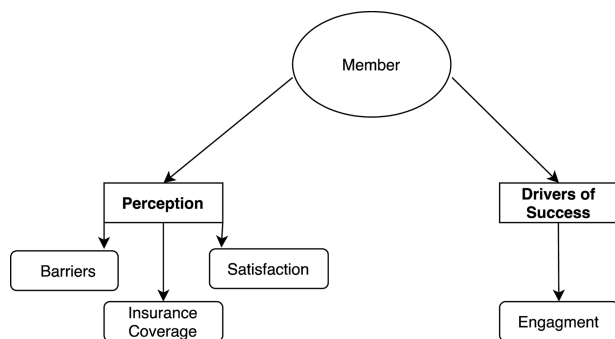 Member
Perception
Drivers of
Success
Barriers
Satisfaction
Insurance
Coverage
Engagment